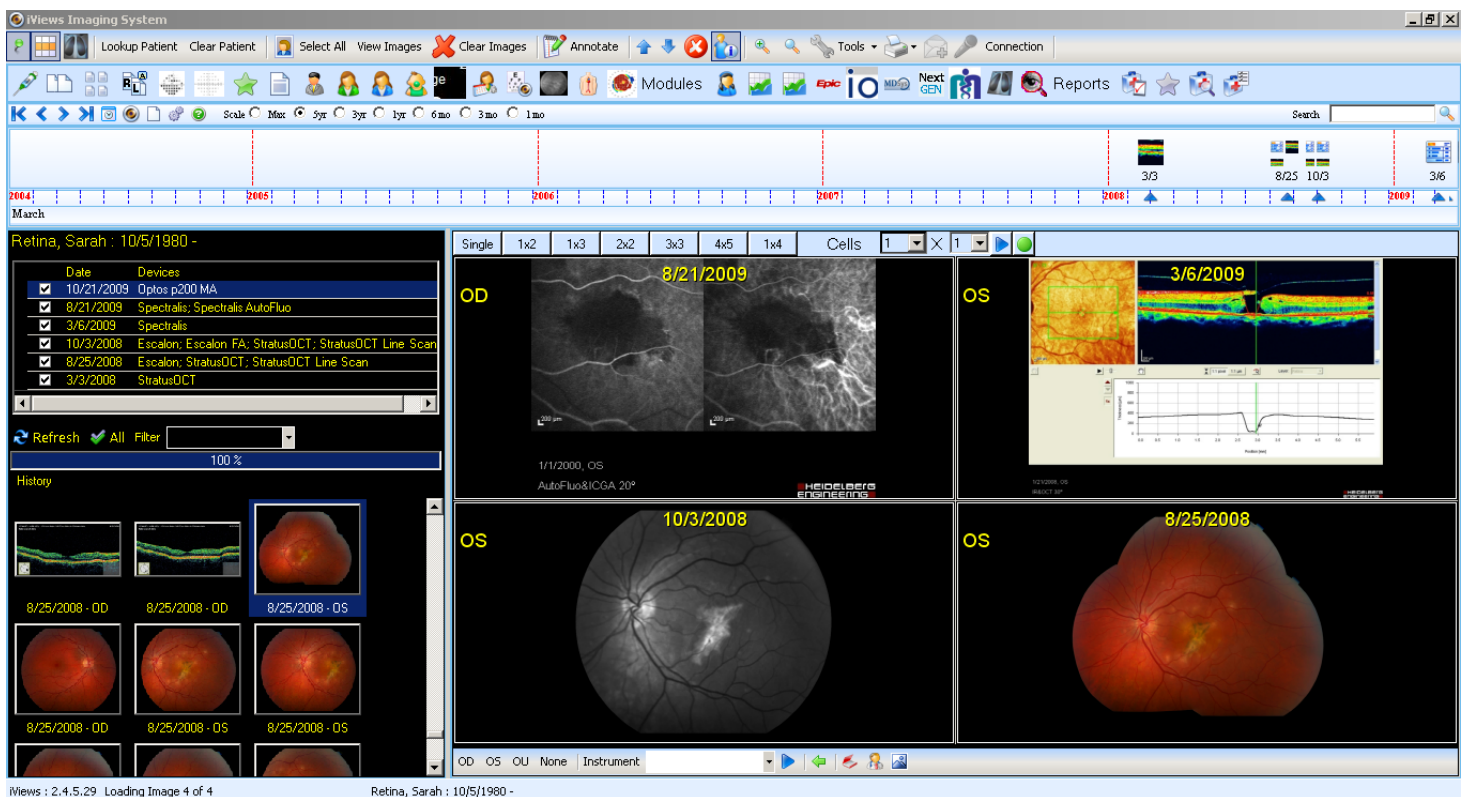 iViews Imaging System
Lookup Patient Clear Patient Select All View Images Clear Images Annotate Tools Connection
Modules Epic iO MDIO Next GEN Reports
Scale Max 5yr 3yr 1yr 6mo 3mo 1mo Search
3/3 8/25 10/3 3/6
2004 2005 2006 2007 2008 2009
March
Retina, Sarah : 10/5/1980 -
Date Devices
10/21/2009 Optos p200 MA
8/21/2009 Spectralis; Spectralis AutoFluo
3/6/2009 Spectralis
10/3/2008 Escalon; Escalon FA; StratusOCT; StratusOCT Line Scan
8/25/2008 Escalon; StratusOCT; StratusOCT Line Scan
3/3/2008 StratusOCT
Refresh All Filter
100 %
History
8/25/2008 - OD 8/25/2008 - OD 8/25/2008 - OS
8/25/2008 - OD 8/25/2008 - OS 8/25/2008 - OS
Single 1x2 1x3 2x2 3x3 4x5 1x4 Cells 1 X 1
8/21/2009
OD
200 µm 200 µm
1/1/2000, OS
AutoFluo&ICGA 20°
HEIDELBERG
ENGINEERING
3/6/2009
OS
10/3/2008
OS
8/25/2008
OS
OD OS OU None Instrument
iViews : 2.4.5.29 Loading Image 4 of 4 Retina, Sarah : 10/5/1980 -